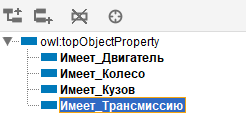 owl:topObjectProperty
Имеет_Двигатель
Имеет_Колесо
Имеет_Кузов
Имеет_Трансмиссию